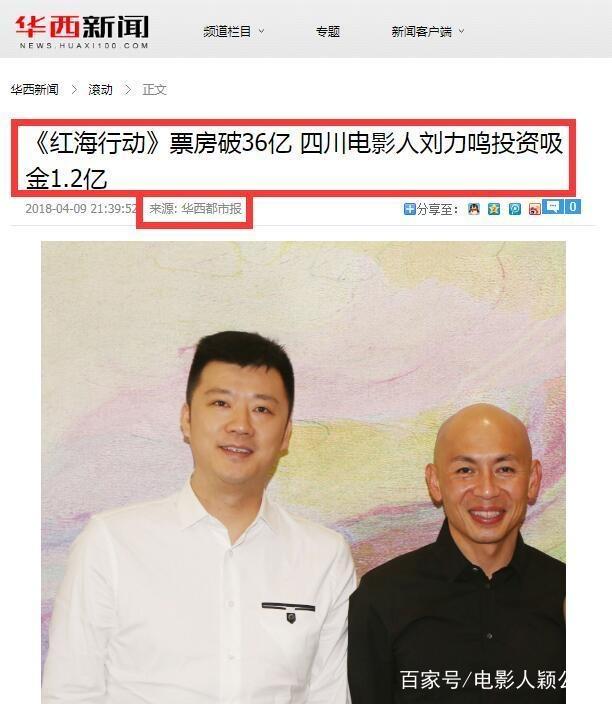 华西新闻
NEWS.HUAXI100.COM
频道栏目
专题
新闻客户端
华西新闻 > 滚动 > 正文
《红海行动》票房破36亿 四川电影人刘力鸣投资吸
金1.2亿
2018-04-09 21:39:52 来源: 华西都市报
分享至:
0
百家号/电影人颖公